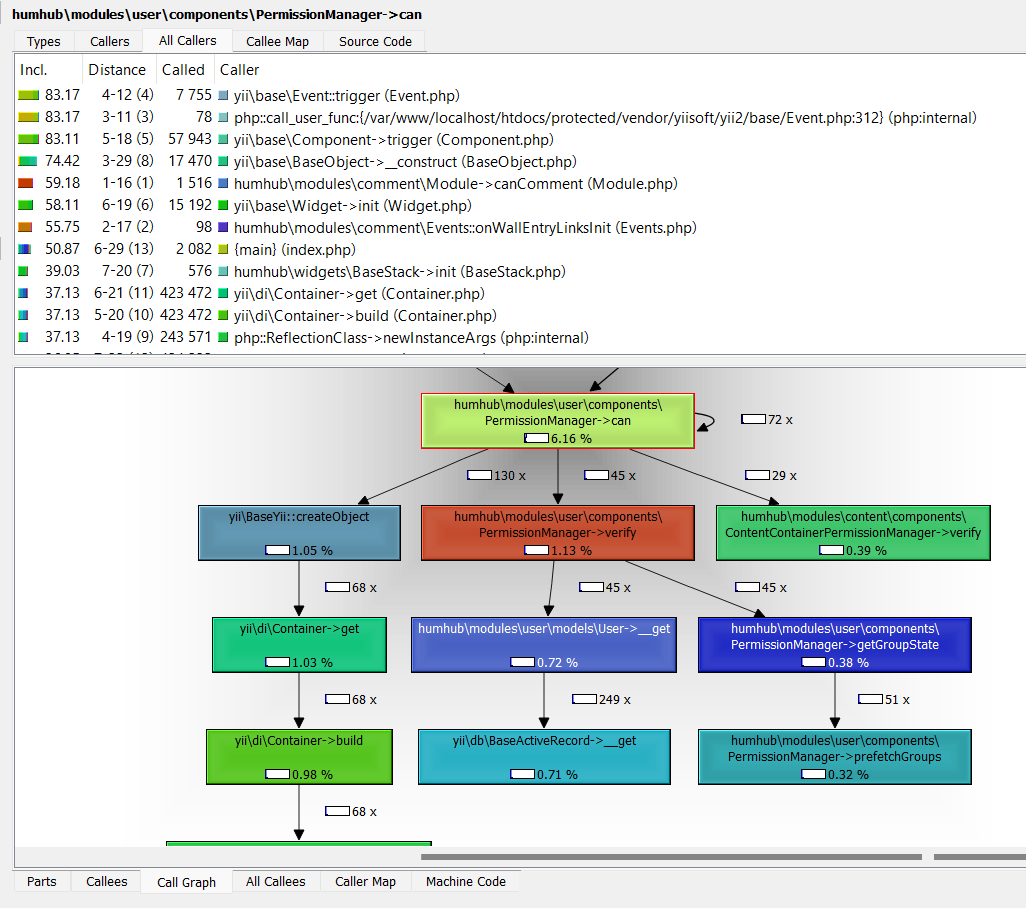 humhub\modules\user\components\PermissionManager->can
Types Callers All Callers Callee Map Source Code
Incl. Distance Called Caller
83.17 4-12 (4) 7 755 yii\base\Event::trigger (Event.php)
83.17 3-11 (3) 78 php::call_user_func:{/var/www/localhost/htdocs/protected/vendor/yiisoft/yii2/base/Event.php:312} (php:internal)
83.11 5-18 (5) 57 943 yii\base\Component->trigger (Component.php)
74.42 3-29 (8) 17 470 yii\base\BaseObject->__construct (BaseObject.php)
59.18 1-16 (1) 1 516 humhub\modules\comment\Module->canComment (Module.php)
58.11 6-19 (6) 15 192 yii\base\Widget->init (Widget.php)
55.75 2-17 (2) 98 humhub\modules\comment\Events::onWallEntryLinksInit (Events.php)
50.87 6-29 (13) 2 082 {main} (index.php)
39.03 7-20 (7) 576 humhub\widgets\BaseStack->init (BaseStack.php)
37.13 6-21 (11) 423 472 yii\di\Container->get (Container.php)
37.13 5-20 (10) 423 472 yii\di\Container->build (Container.php)
37.13 4-19 (9) 243 571 php::ReflectionClass->newInstanceArgs (php:internal)
humhub\modules\user\components\
PermissionManager->can
6.16 %
72 x
130 x
45 x
29 x
yii\BaseYii::createObject
1.05 %
humhub\modules\user\components\
PermissionManager->verify
1.13 %
humhub\modules\content\components\
ContentContainerPermissionManager->verify
0.39 %
68 x
45 x
45 x
yii\di\Container->get
1.03 %
humhub\modules\user\models\User->__get
0.72 %
humhub\modules\user\components\
PermissionManager->getGroupState
0.38 %
68 x
249 x
51 x
yii\di\Container->build
0.98 %
yii\db\BaseActiveRecord->__get
0.71 %
humhub\modules\user\components\
PermissionManager->prefetchGroups
0.32 %
68 x
Parts Callees Call Graph All Callees Caller Map Machine Code